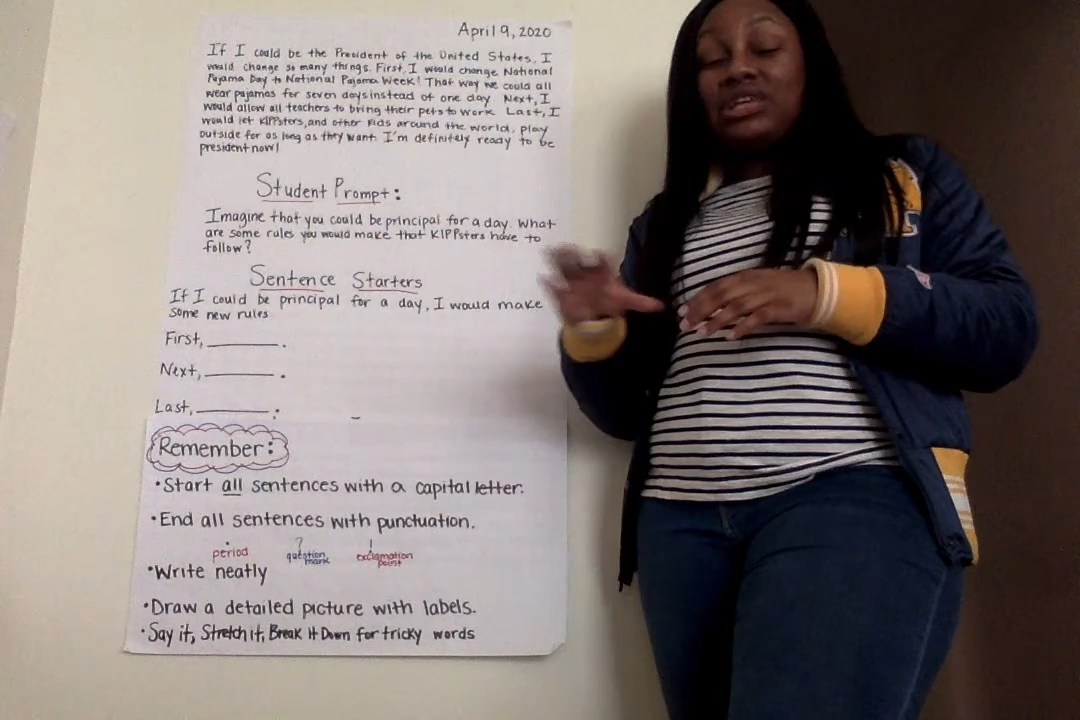 April 9, 2020
If I could be the President of the United States, I
would change so many things. First, I would change National
Pajama Day to National Pajama Week! That way we could all
wear pajamas for seven days instead of one day. Next, I
would allow all teachers to bring their pets to work. Last, I
would let KIPPsters, and other kids around the world, play
outside for as long as they want. I'm definitely ready to be
president now!
Student Prompt:
Imagine that you could be principal for a day. What
are some rules you would make that KIPPsters have to
follow?
Sentence Starters
If I could be principal for a day, I would make
some new rules
First, ________.
Next, ________.
Last, ________.
Remember:
•Start all sentences with a capital letter.
•End all sentences with punctuation.
. ? !
period question mark exclamation point
•Write neatly
•Draw a detailed picture with labels.
•Say it, Stretch it, Break It Down for tricky words